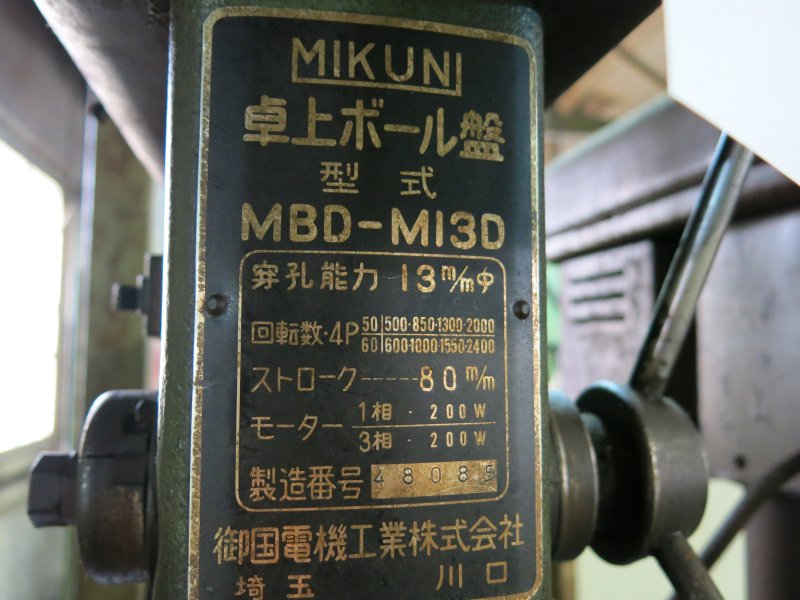 MIKUNI
卓上ボール盤
型式
MBD-M13D
穿孔能力 13m/mφ
回転数・4P 50 500・850・1300・2000
60 600・1000・1550・2400
ストローク-----80m/m
モーター 1相 - 200W
3相 - 200W
製造番号 48085
御国電機工業株式会社
埼玉 川口